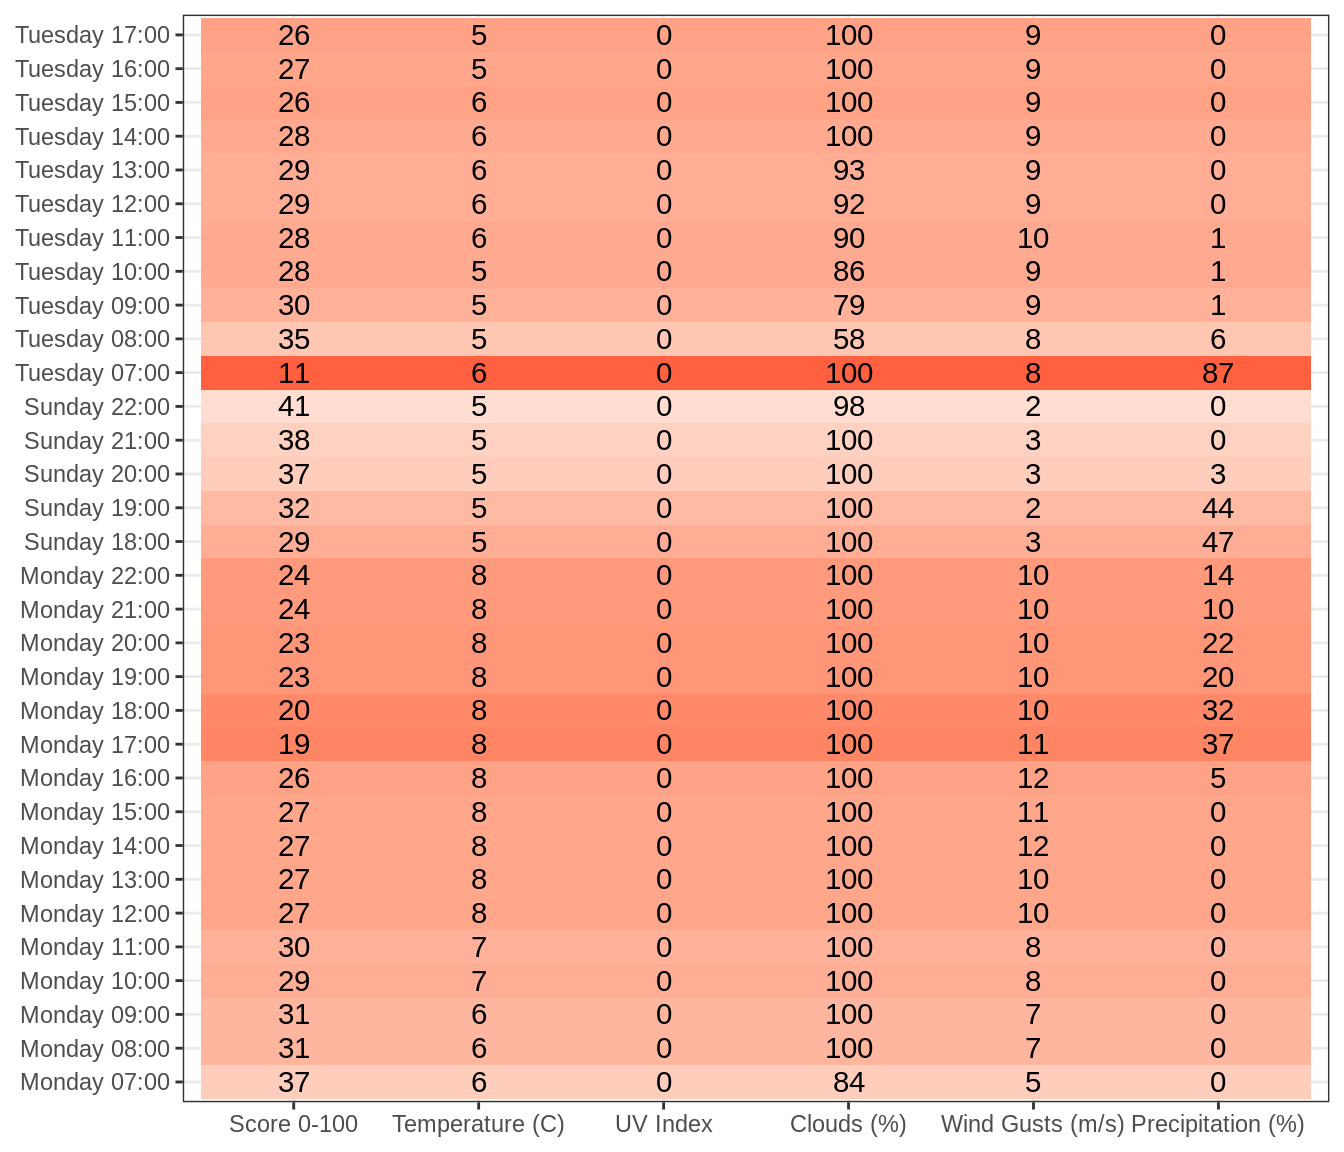 Tuesday 17:00 26 5 0 100 9 0
Tuesday 16:00 27 5 0 100 9 0
Tuesday 15:00 26 6 0 100 9 0
Tuesday 14:00 28 6 0 100 9 0
Tuesday 13:00 29 6 0 93 9 0
Tuesday 12:00 29 6 0 92 9 0
Tuesday 11:00 28 6 0 90 10 1
Tuesday 10:00 28 5 0 86 9 1
Tuesday 09:00 30 5 0 79 9 1
Tuesday 08:00 35 5 0 58 8 6
Tuesday 07:00 11 6 0 100 8 87
Sunday 22:00 41 5 0 98 2 0
Sunday 21:00 38 5 0 100 3 0
Sunday 20:00 37 5 0 100 3 3
Sunday 19:00 32 5 0 100 2 44
Sunday 18:00 29 5 0 100 3 47
Monday 22:00 24 8 0 100 10 14
Monday 21:00 24 8 0 100 10 10
Monday 20:00 23 8 0 100 10 22
Monday 19:00 23 8 0 100 10 20
Monday 18:00 20 8 0 100 10 32
Monday 17:00 19 8 0 100 11 37
Monday 16:00 26 8 0 100 12 5
Monday 15:00 27 8 0 100 11 0
Monday 14:00 27 8 0 100 12 0
Monday 13:00 27 8 0 100 10 0
Monday 12:00 27 8 0 100 10 0
Monday 11:00 30 7 0 100 8 0
Monday 10:00 29 7 0 100 8 0
Monday 09:00 31 6 0 100 7 0
Monday 08:00 31 6 0 100 7 0
Monday 07:00 37 6 0 84 5 0
Score 0-100 Temperature (C) UV Index Clouds (%) Wind Gusts (m/s) Precipitation (%)